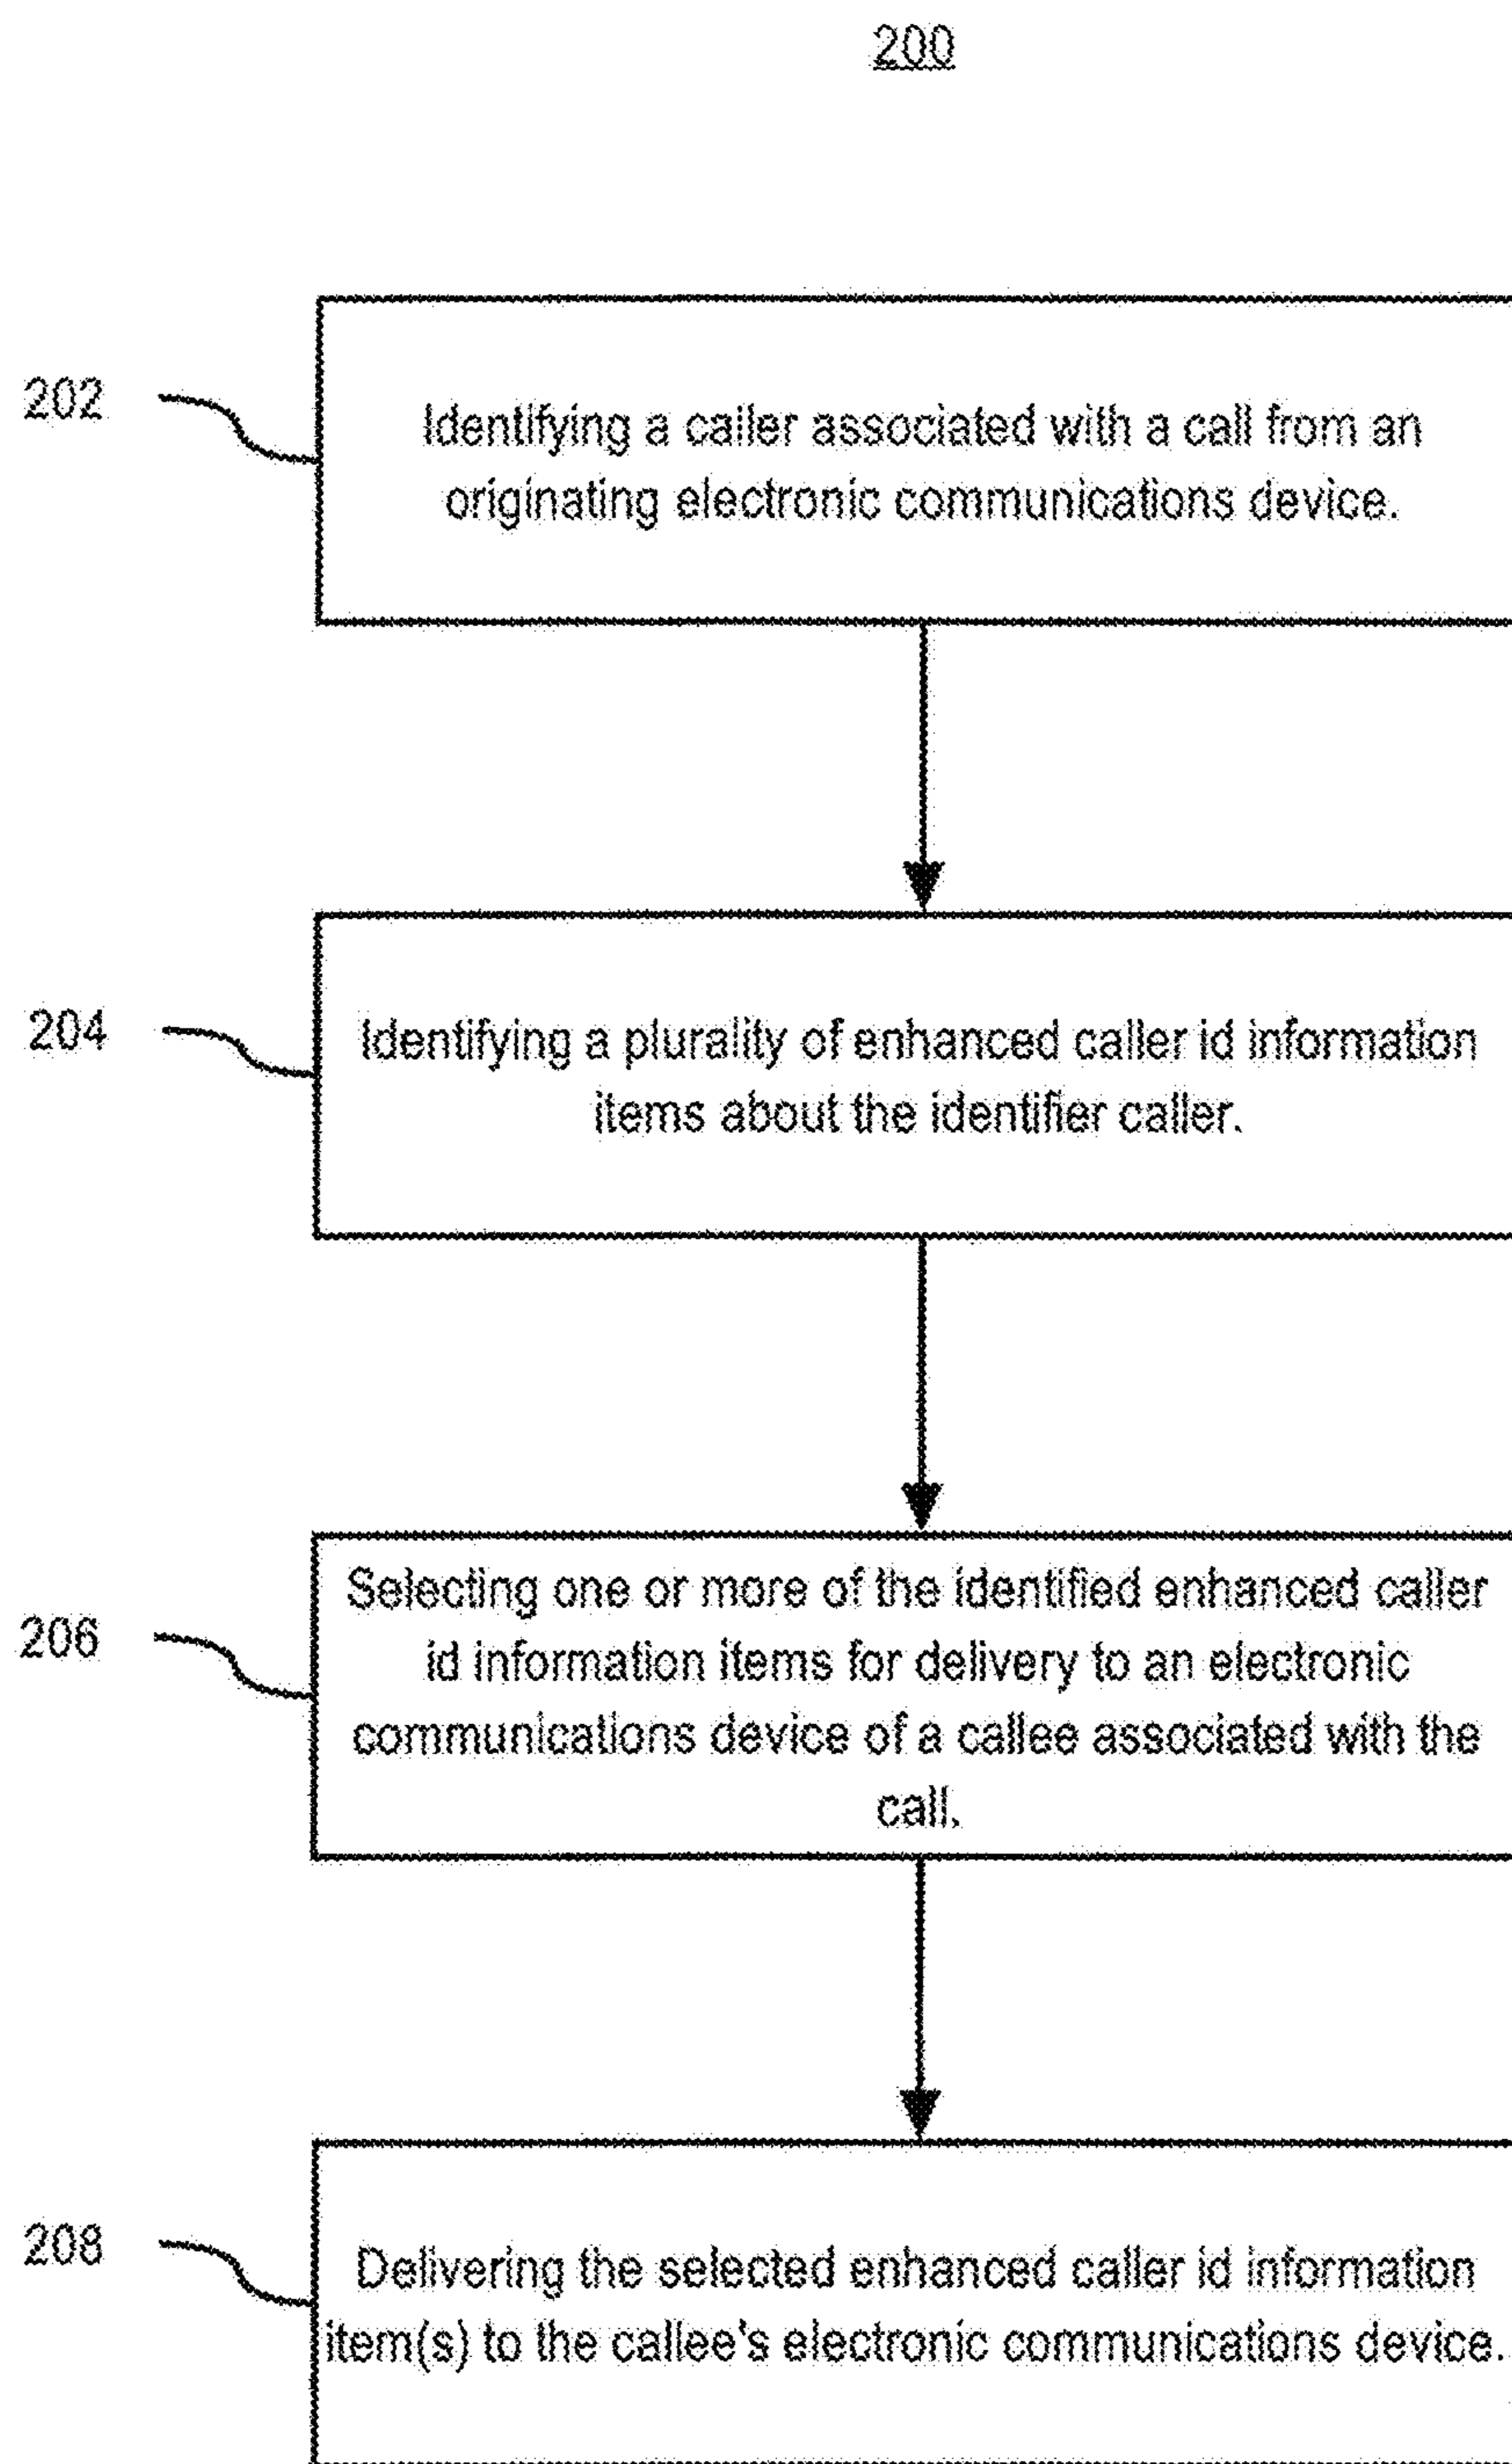 200
202
Identifying a caller associated with a call from an
originating electronic communications device.
204
Identifying a plurality of enhanced caller id information
items about the identifier caller.
206
Selecting one or more of the identified enhanced caller
id information items for delivery to an electronic
communications device of a callee associated with the
call.
208
Delivering the selected enhanced caller id information
item(s) to the callee's electronic communications device.